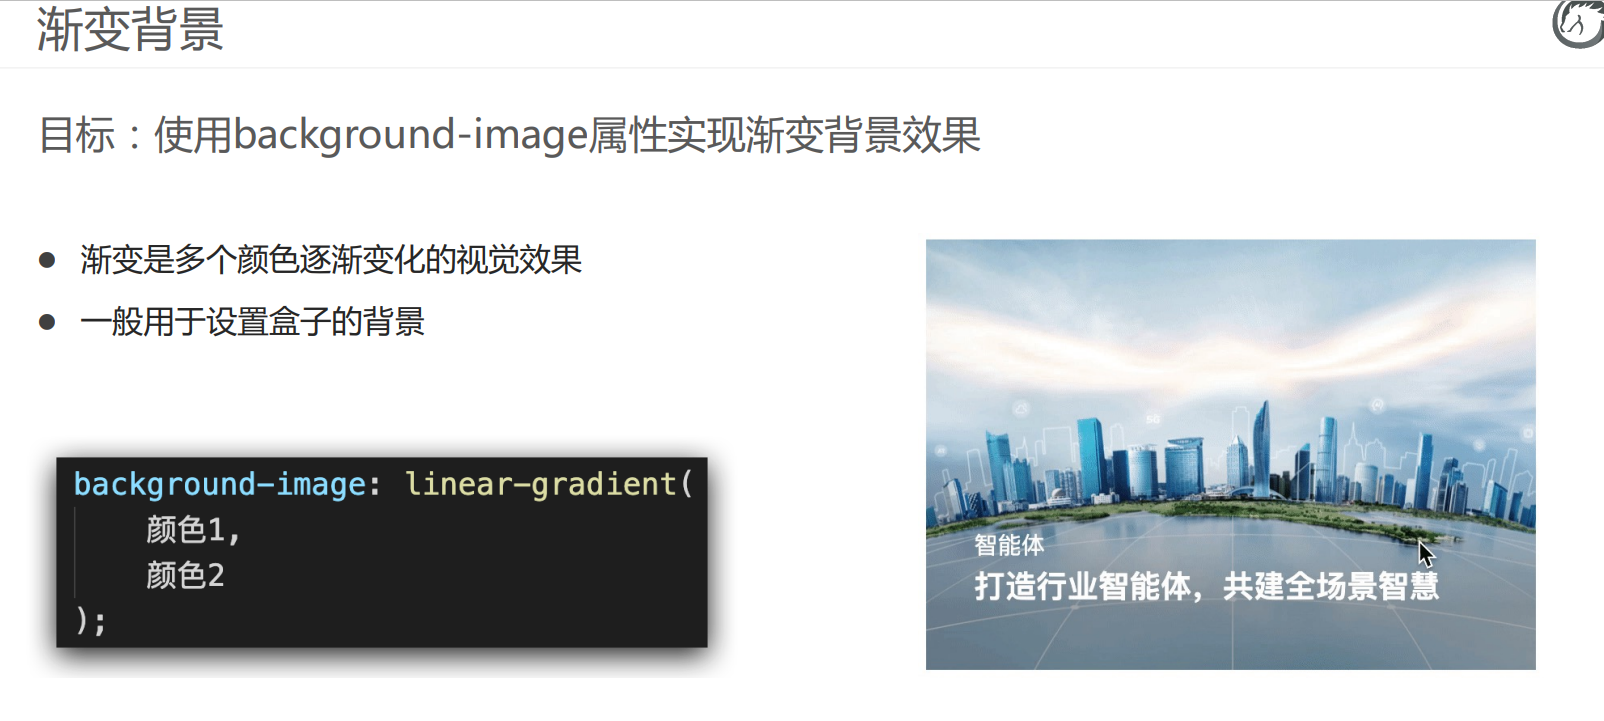 渐变背景
目标：使用background-image属性实现渐变背景效果
● 渐变是多个颜色逐渐变化的视觉效果
● 一般用于设置盒子的背景
background-image: linear-gradient(
颜色1,
颜色2
);
5G
智能体
打造行业智能体，共建全场景智慧